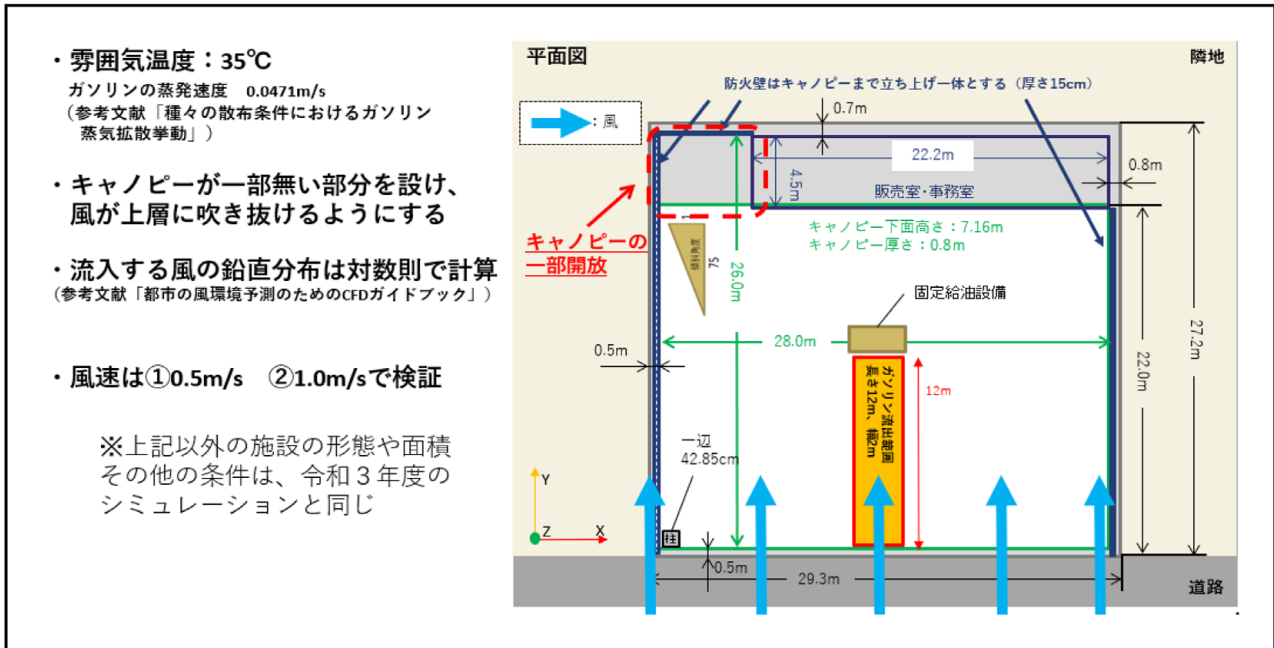 ・雰囲気温度：35℃
ガソリンの蒸発速度　0.0471m/s
（参考文献「種々の散布条件におけるガソリン
蒸気拡散挙動」）
・キャノピーが一部無い部分を設け、
風が上層に吹き抜けるようにする
・流入する風の鉛直分布は対数則で計算
（参考文献「都市の風環境予測のためのCFDガイドブック」）
・風速は①0.5m/s　②1.0m/sで検証
※上記以外の施設の形態や面積
その他の条件は、令和３年度の
シミュレーションと同じ
平面図
隣地
防火壁はキャノピーまで立ち上げ一体とする（厚さ15cm）
：風
0.7m
22.2m
0.8m
4.5m
販売室・事務室
キャノピーの
一部開放
キャノピー下面高さ：7.16m
キャノピー厚さ：0.8m
1
75
傾斜角度
26.0m
固定給油設備
28.0m
0.5m
27.2m
22.0m
ガソリン流出範囲
長さ12m、幅2m
12m
一辺
42.85cm
柱
Y
Z
X
0.5m
29.3m
道路